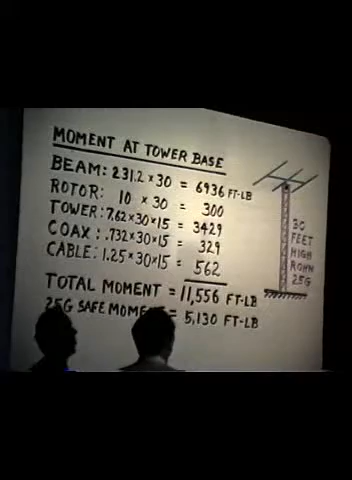 MOMENT AT TOWER BASE
BEAM: 231.2 × 30 = 6936 FT-LB
ROTOR: 10 × 30 = 300
TOWER: 7.62 × 30 × 15 = 3429
COAX: .732 × 30 × 15 = 329
CABLE: 1.25 × 30 × 15 = 562
TOTAL MOMENT = 11,556 FT-LB
25G SAFE MOMENT = 5,130 FT-LB
30
FEET
HIGH
ROHN
25G